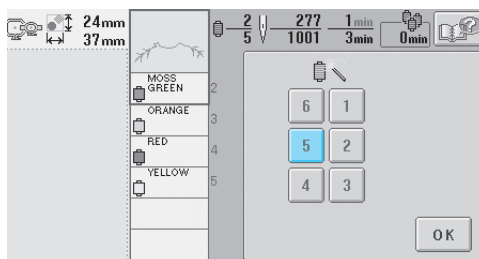 24mm
37mm
2
5
277
1001
1min
3min
0min
MOSS
GREEN
2
ORANGE
3
RED
4
YELLOW
5
6 1
5 2
4 3
OK